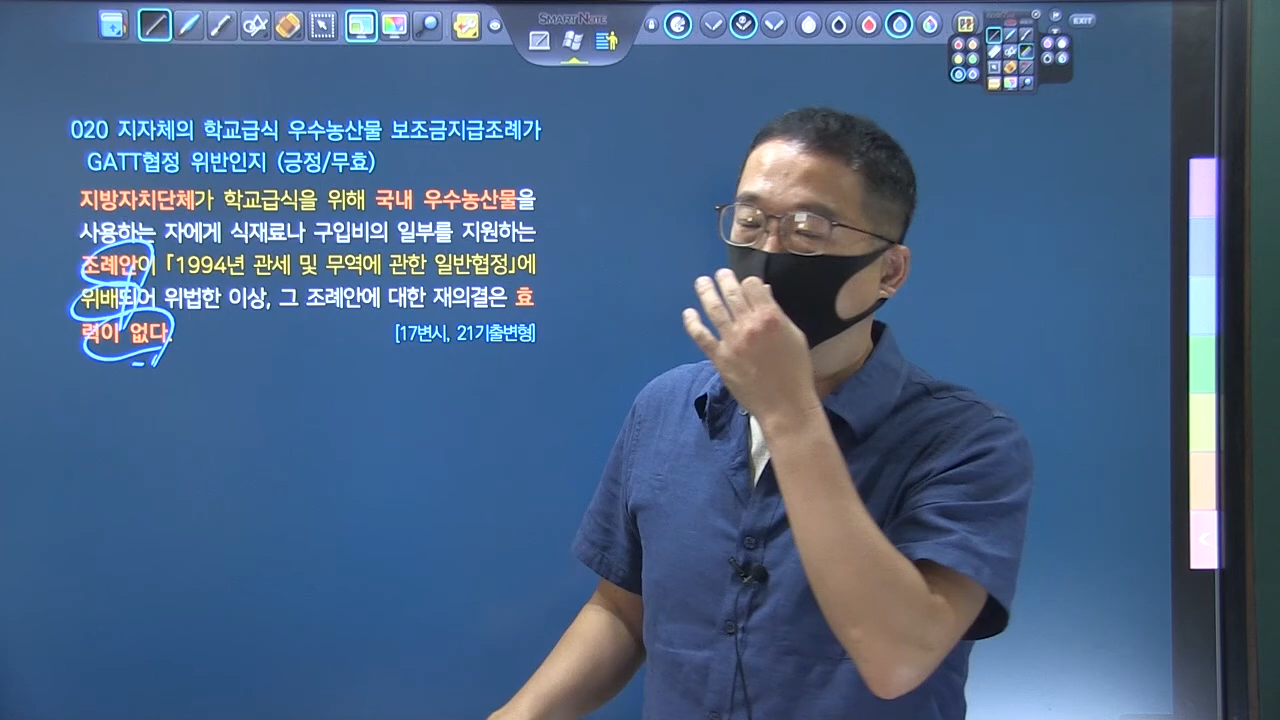 SMART NOTE
EXIT
020 지자체의 학교급식 우수농산물 보조금지급조례가
GATT협정 위반인지 (긍정/무효)
지방자치단체가 학교급식을 위해 국내 우수농산물을
사용하는 자에게 식재료나 구입비의 일부를 지원하는
조례안이 「1994년 관세 및 무역에 관한 일반협정」에
위배되어 위법한 이상, 그 조례안에 대한 재의결은 효
력이 없다.
[17변시, 21기출변형]